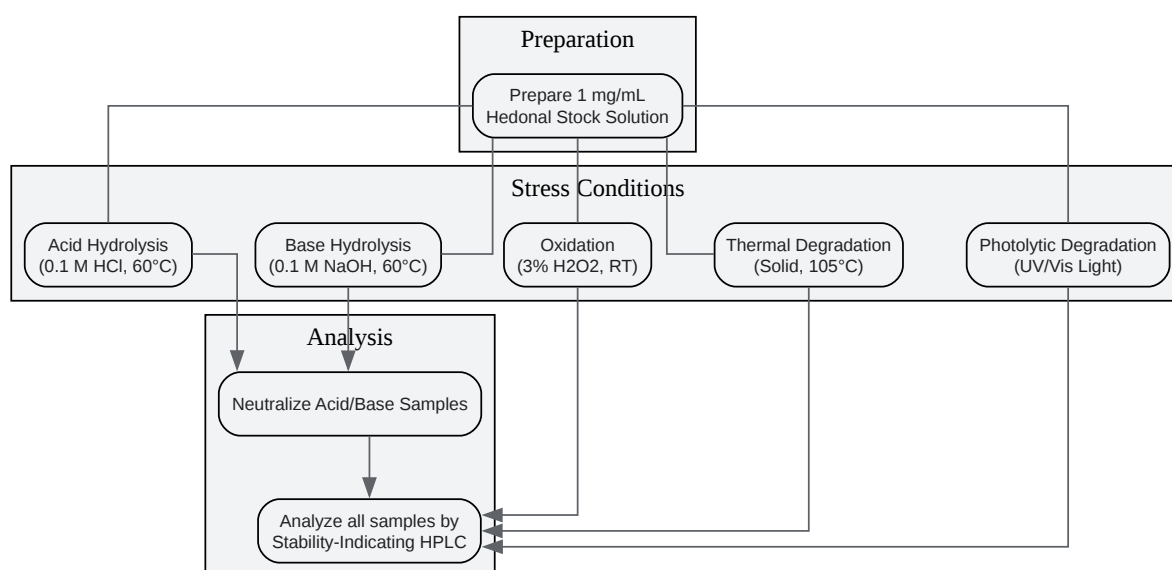 Preparation
Prepare 1 mg/mL
Hedonal Stock Solution
Stress Conditions
Acid Hydrolysis
(0.1 M HCl, 60°C)
Base Hydrolysis
(0.1 M NaOH, 60°C)
Oxidation
(3% H2O2, RT)
Thermal Degradation
(Solid, 105°C)
Photolytic Degradation
(UV/Vis Light)
Analysis
Neutralize Acid/Base Samples
Analyze all samples by
Stability-Indicating HPLC